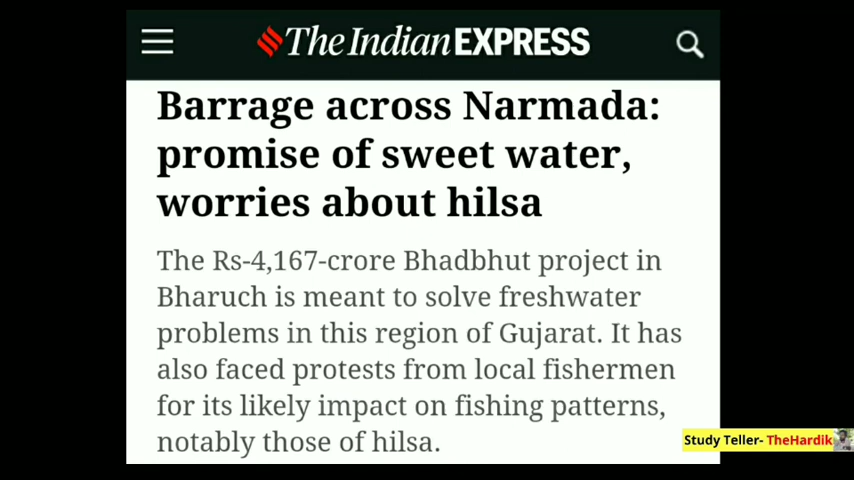 The Indian EXPRESS
Barrage across Narmada:
promise of sweet water,
worries about hilsa
The Rs-4,167-crore Bhadbhut project in
Bharuch is meant to solve freshwater
problems in this region of Gujarat. It has
also faced protests from local fishermen
for its likely impact on fishing patterns,
notably those of hilsa.
Study Teller- TheHardik